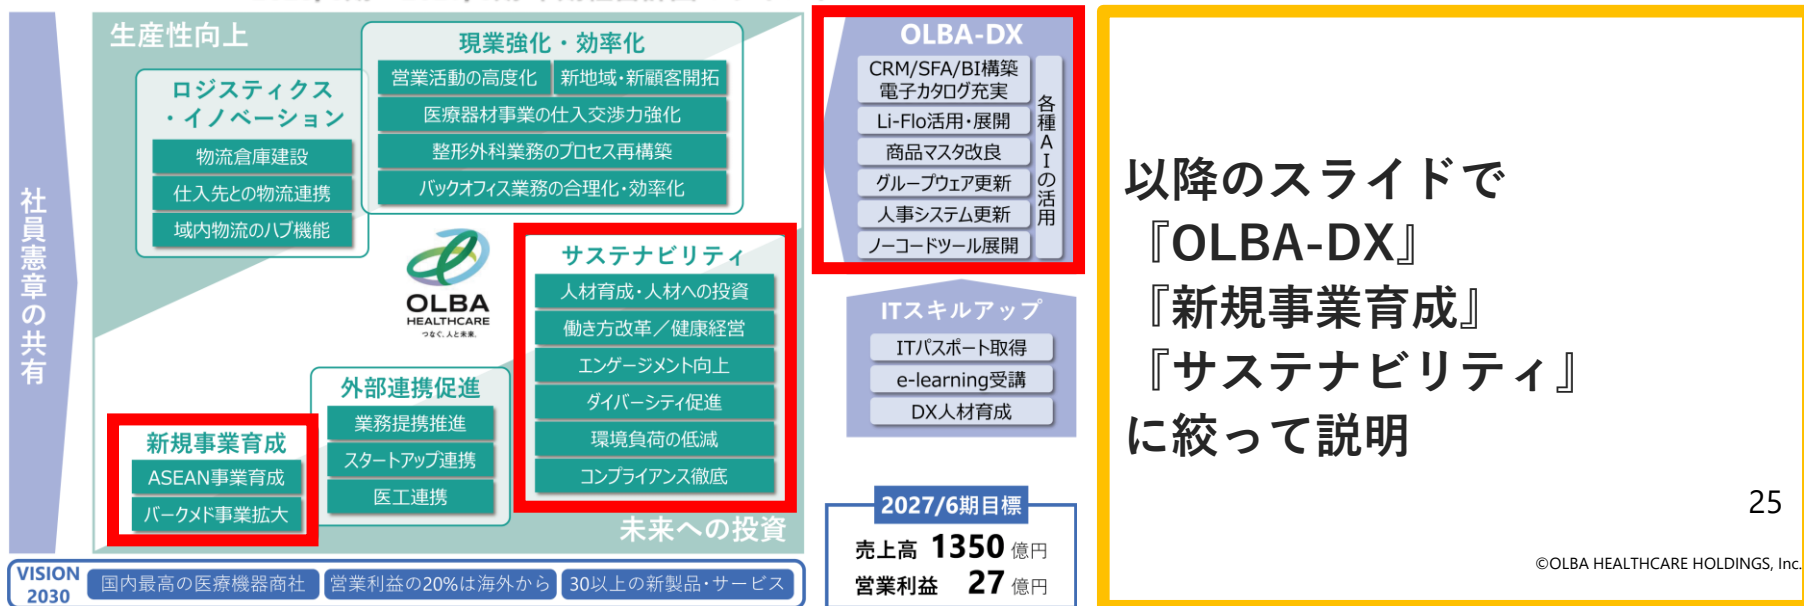 生産性向上
現業強化・効率化
営業活動の高度化
新地域・新顧客開拓
医療器材事業の仕入交渉力強化
整形外科業務のプロセス再構築
バックオフィス業務の合理化・効率化
ロジスティクス
・イノベーション
物流倉庫建設
仕入先との物流連携
域内物流のハブ機能
社員憲章の共有
OLBA
HEALTHCARE
つなぐ、人と未来。
サステナビリティ
人材育成・人材への投資
働き方改革／健康経営
エンゲージメント向上
ダイバーシティ促進
環境負荷の低減
コンプライアンス徹底
外部連携促進
業務提携推進
スタートアップ連携
医工連携
新規事業育成
ASEAN事業育成
バークメド事業拡大
未来への投資
OLBA-DX
CRM/SFA/BI構築
電子カタログ充実
Li-Flo活用・展開
商品マスタ改良
グループウェア更新
人事システム更新
ノーコードツール展開
各種AIの活用
ITスキルアップ
ITパスポート取得
e-learning受講
DX人材育成
2027/6期目標
売上高 1350 億円
営業利益 27 億円
VISION
2030
国内最高の医療機器商社
営業利益の20%は海外から
30以上の新製品・サービス
以降のスライドで
『OLBA-DX』
『新規事業育成』
『サステナビリティ』
に絞って説明
25
©OLBA HEALTHCARE HOLDINGS, Inc.